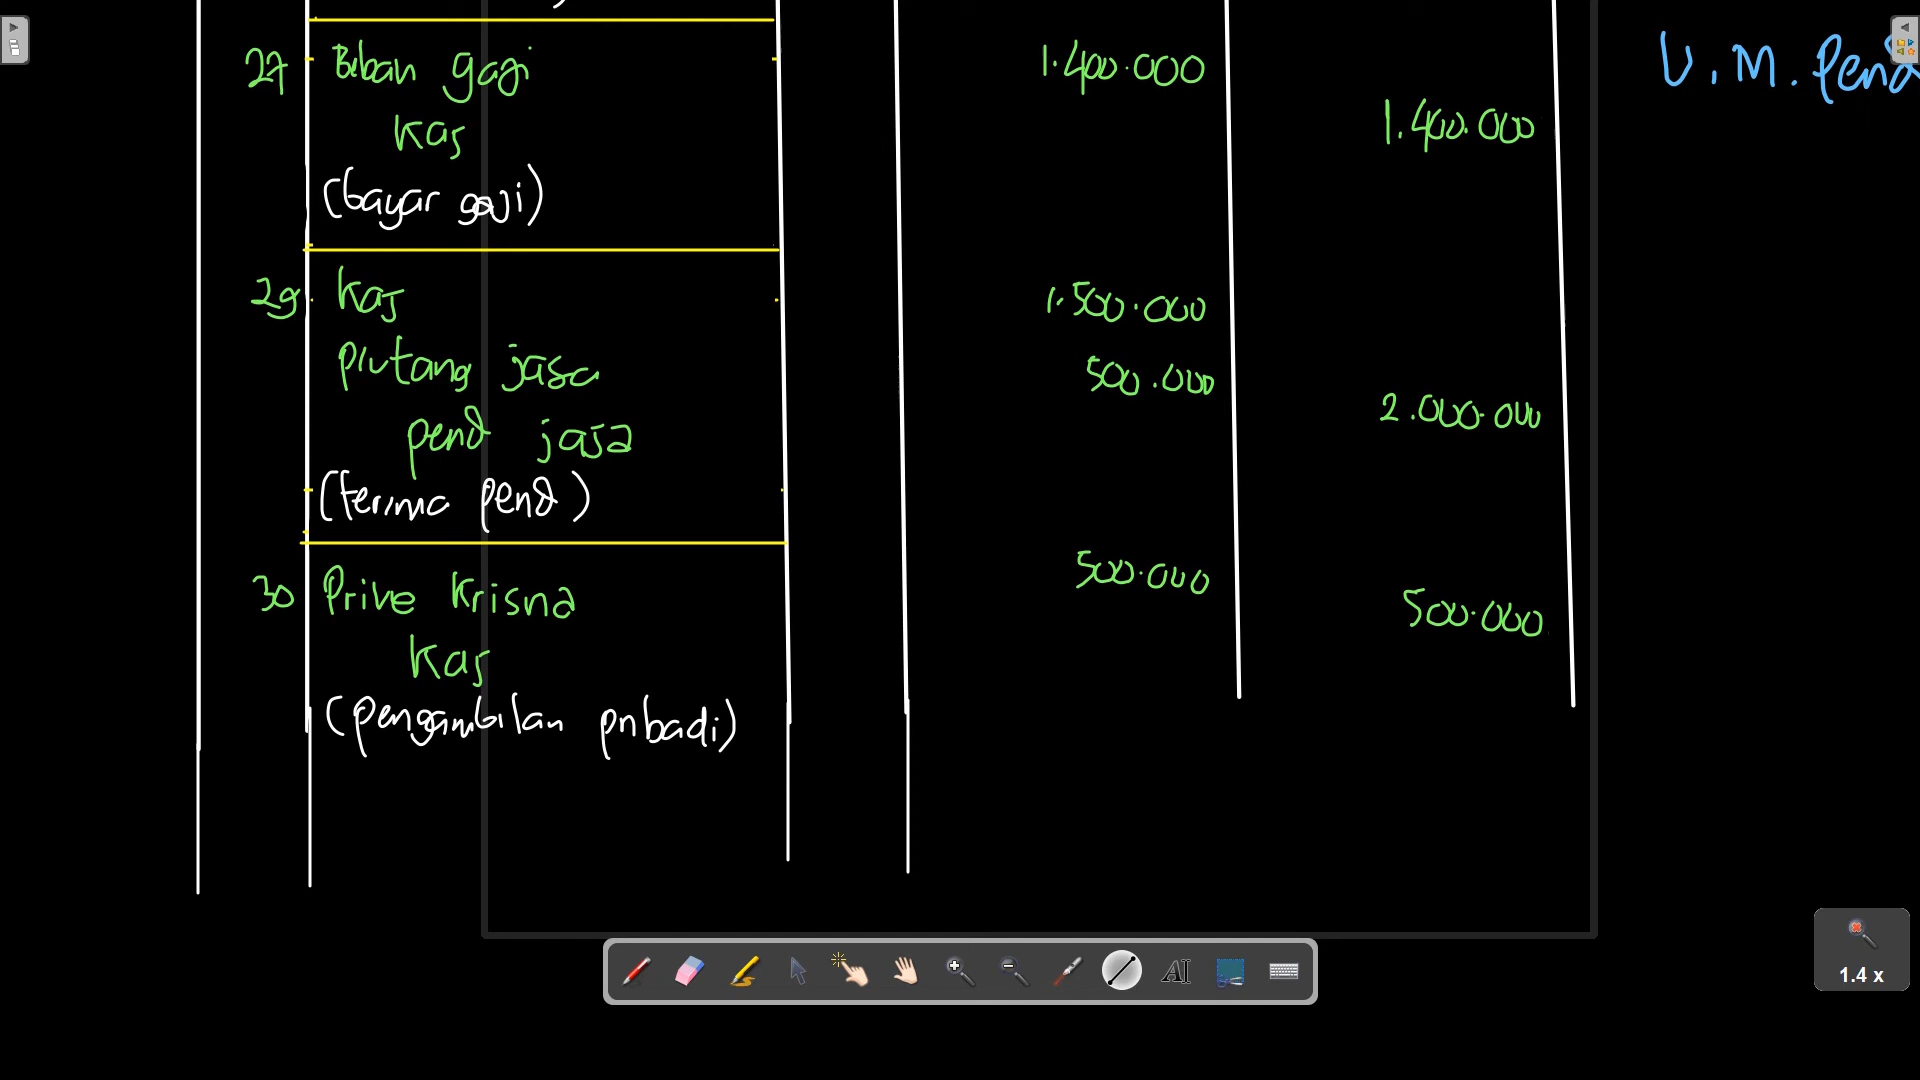 27 Beban gaji 1.400.000
Kas 1.400.000
(bayar gaji)
29 Kas 1.500.000
piutang jasa 500.000
pend jasa 2.000.000
(terima pend)
30 Prive Krisna 500.000
Kas 500.000
(pengambilan pribadi)
U.M. Pend
AI
1.4 x